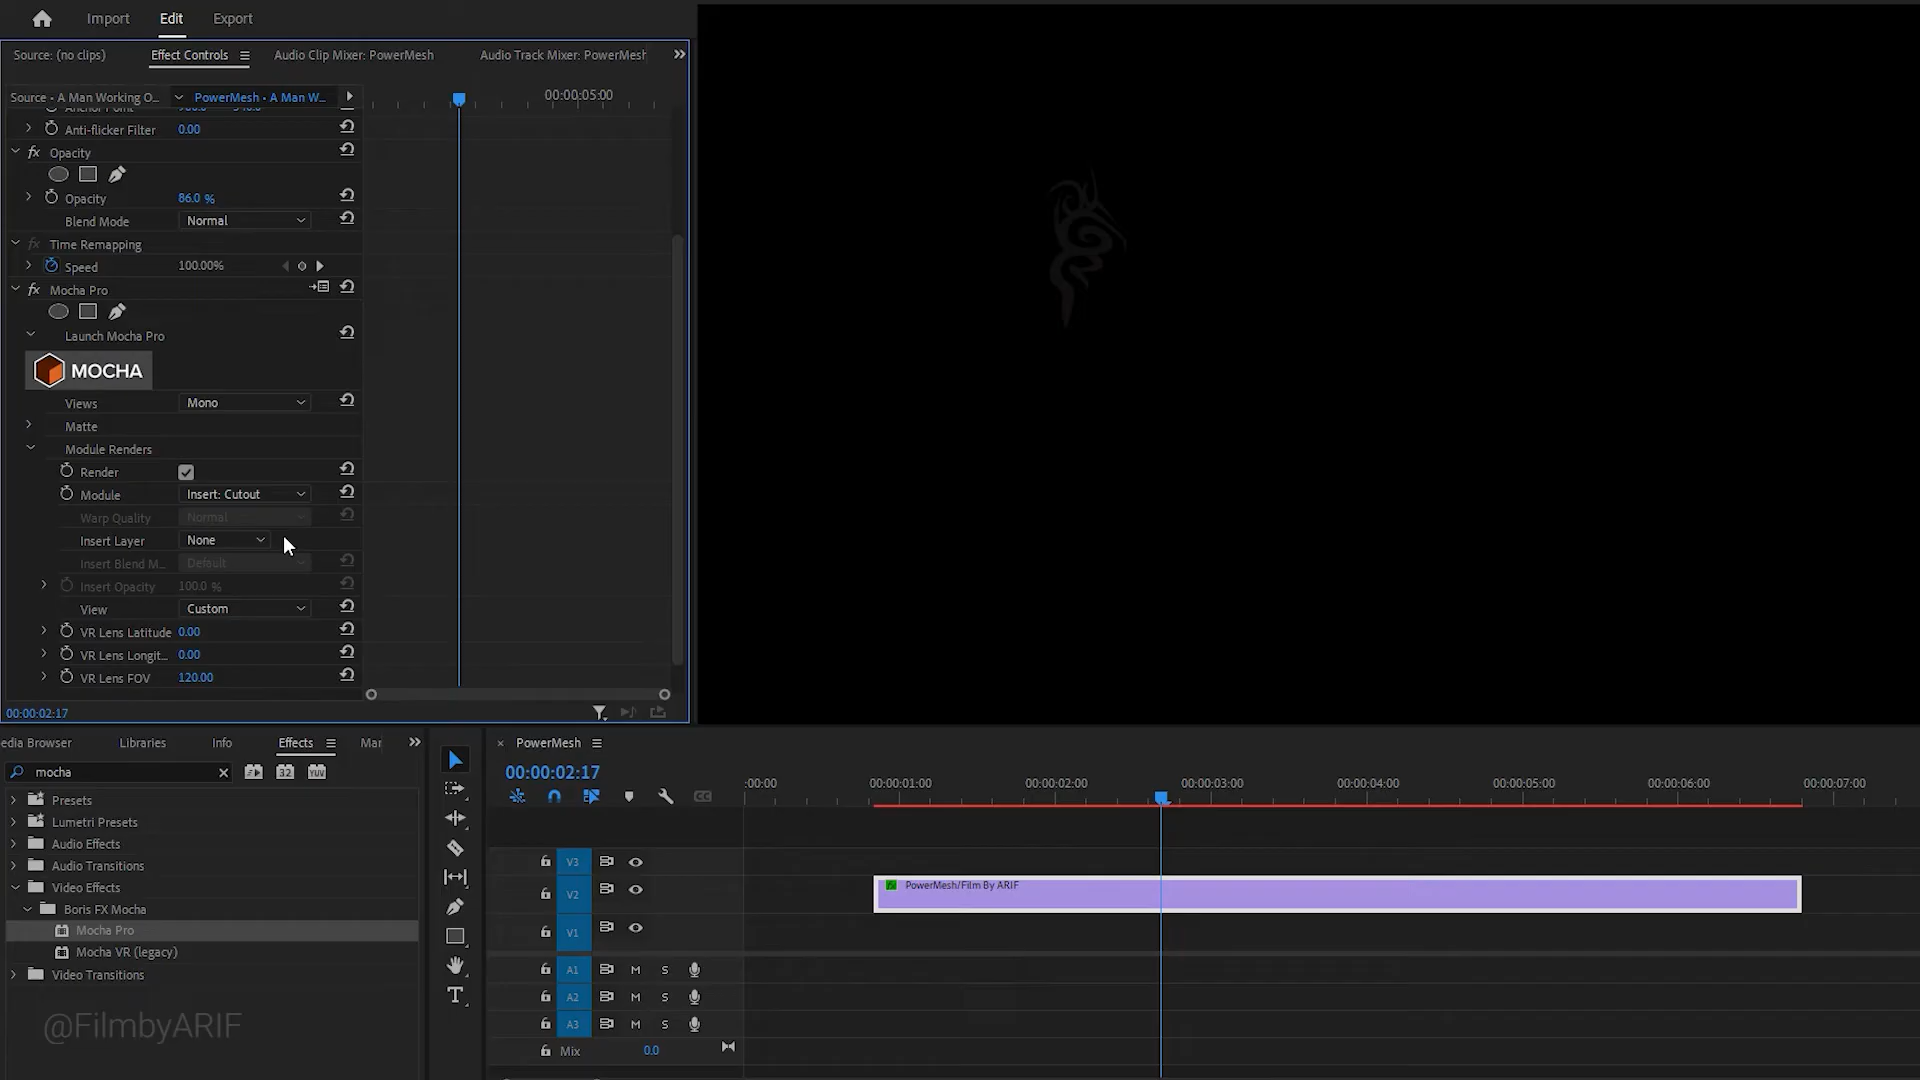 Import
Edit
Export
Source: (no clips)
Effect Controls
Audio Clip Mixer: PowerMesh
Audio Track Mixer: PowerMesh
Source · A Man Working O...
PowerMesh · A Man W...
00:00:05:00
Anchor Point
Anti-flicker Filter 0.00
fx Opacity
Opacity 86.0 %
Blend Mode Normal
fx Time Remapping
Speed 100.00%
fx Mocha Pro
Launch Mocha Pro
MOCHA
Views Mono
Matte
Module Renders
Render
Module Insert: Cutout
Warp Quality Normal
Insert Layer None
Insert Blend M... Default
Insert Opacity 100.0 %
View Custom
VR Lens Latitude 0.00
VR Lens Longit... 0.00
VR Lens FOV 120.00
00:00:02:17
edia Browser
Libraries
Info
Effects
Mar
mocha
32
YUV
Presets
Lumetri Presets
Audio Effects
Audio Transitions
Video Effects
Boris FX Mocha
Mocha Pro
Mocha VR (legacy)
Video Transitions
@FilmbyARIF
PowerMesh
00:00:02:17
:00:00
00:00:01:00
00:00:02:00
00:00:03:00
00:00:04:00
00:00:05:00
00:00:06:00
00:00:07:00
V3
V2
fx PowerMesh/Film By ARIF
V1
A1 M S
A2 M S
A3 M S
Mix 0.0